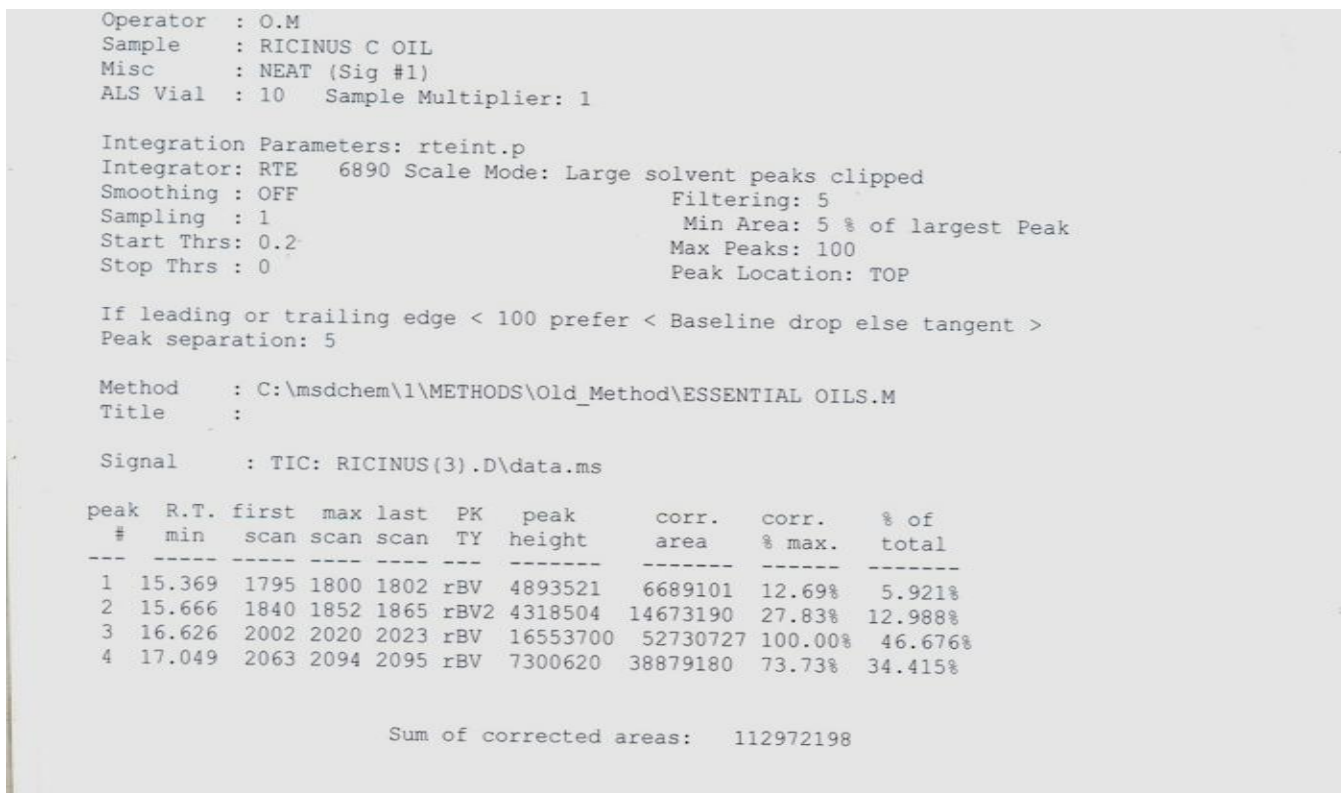 Operator : O.M
Sample : RICINUS C OIL
Misc : NEAT (Sig #1)
ALS Vial : 10 Sample Multiplier: 1
Integration Parameters: rteint.p
Integrator: RTE 6890 Scale Mode: Large solvent peaks clipped
Smoothing : OFF Filtering: 5
Sampling : 1 Min Area: 5 % of largest Peak
Start Thrs: 0.2 Max Peaks: 100
Stop Thrs : 0 Peak Location: TOP
If leading or trailing edge < 100 prefer < Baseline drop else tangent >
Peak separation: 5
Method : C:\msdchem\1\METHODS\Old_Method\ESSENTIAL OILS.M
Title :
Signal : TIC: RICINUS(3).D\data.ms
peak R.T. first max last PK peak corr. corr. % of
# min scan scan scan TY height area % max. total
--- ----- ----- ---- ---- --- ------- ------- ------ -------
1 15.369 1795 1800 1802 rBV 4893521 6689101 12.69% 5.921%
2 15.666 1840 1852 1865 rBV2 4318504 14673190 27.83% 12.988%
3 16.626 2002 2020 2023 rBV 16553700 52730727 100.00% 46.676%
4 17.049 2063 2094 2095 rBV 7300620 38879180 73.73% 34.415%
Sum of corrected areas: 112972198